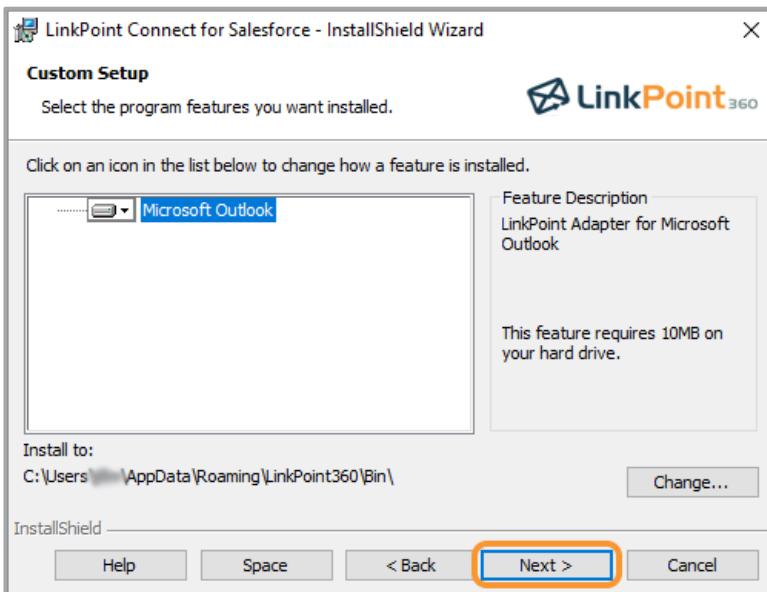 LinkPoint Connect for Salesforce - InstallShield Wizard
Custom Setup
Select the program features you want installed.
LinkPoint 360
Click on an icon in the list below to change how a feature is installed.
Microsoft Outlook
Feature Description
LinkPoint Adapter for Microsoft
Outlook
This feature requires 10MB on
your hard drive.
Install to:
C:\Users\ \AppData\Roaming\LinkPoint360\Bin\
Change...
InstallShield
Help
Space
< Back
Next >
Cancel